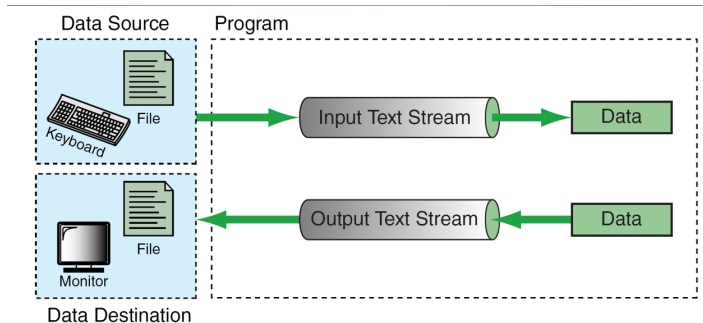 Data Source
Program
File
Keyboard
Input Text Stream
Data
File
Monitor
Output Text Stream
Data
Data Destination